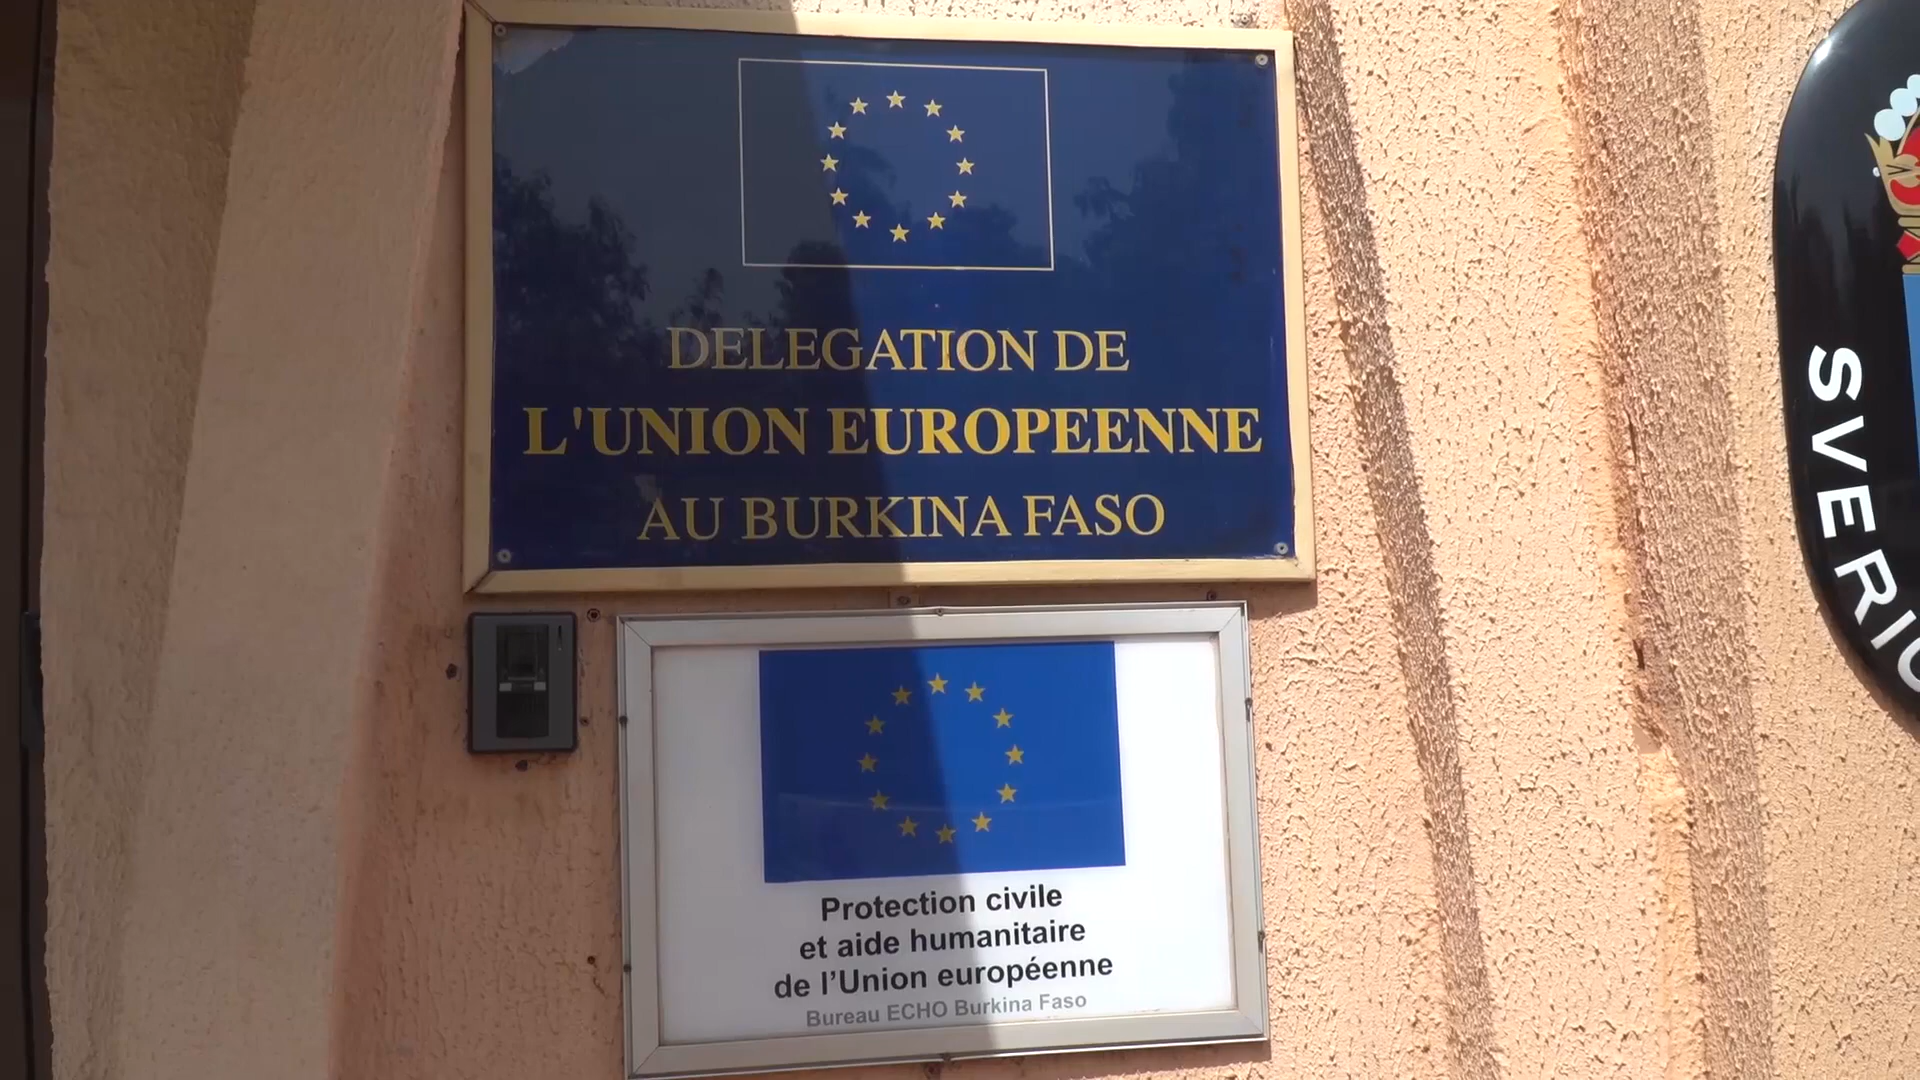 DELEGATION DE
L'UNION EUROPEENNE
AU BURKINA FASO
Protection civile
et aide humanitaire
de l’Union européenne
Bureau ECHO Burkina Faso